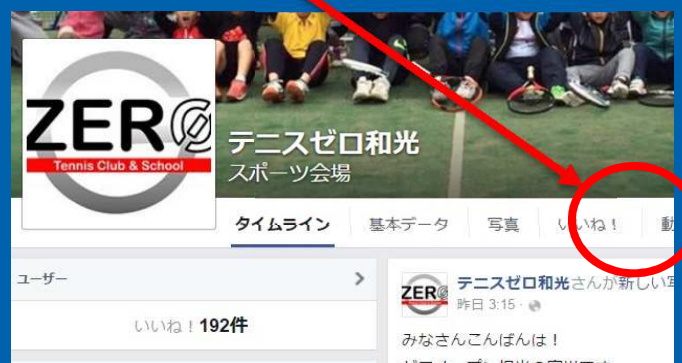 ZERO
Tennis Club & School
テニスゼロ和光
スポーツ会場
タイムライン 基本データ 写真 いいね！
ユーザー
いいね！192件
ZERO テニスゼロ和光さんが新しい
昨日 3:15
みなさんこんばんは！